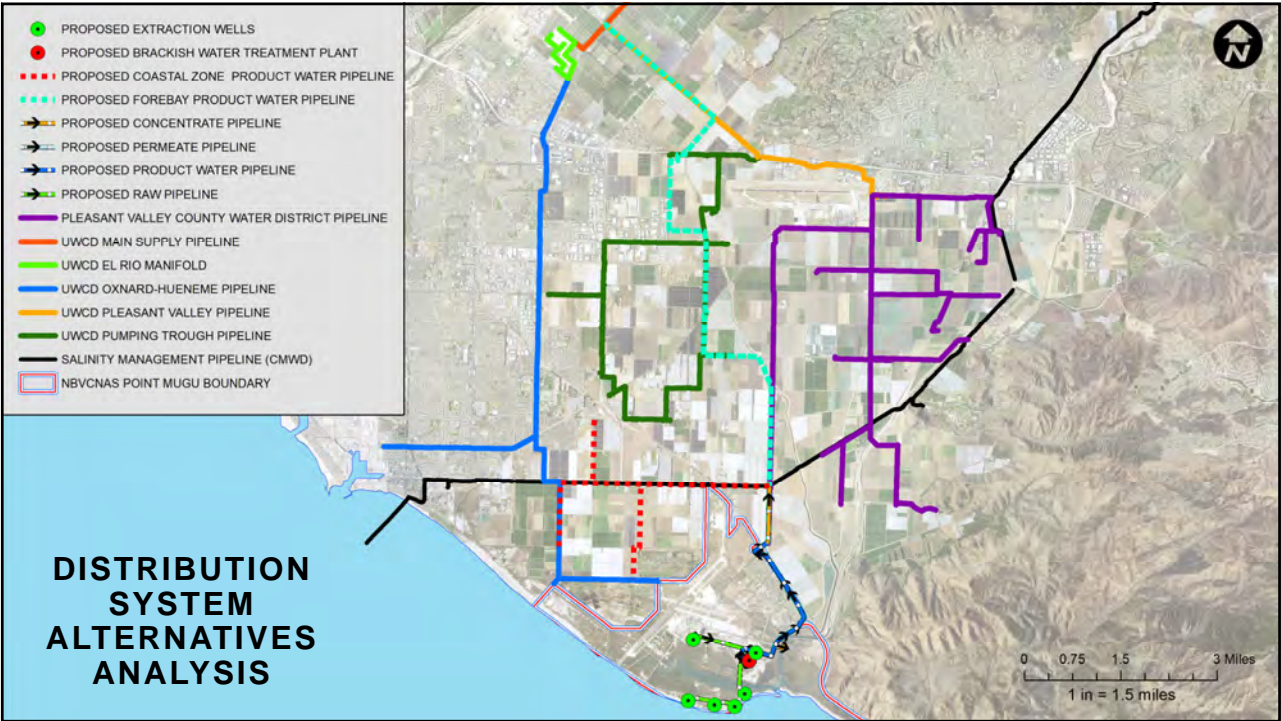 PROPOSED EXTRACTION WELLS
PROPOSED BRACKISH WATER TREATMENT PLANT
PROPOSED COASTAL ZONE PRODUCT WATER PIPELINE
PROPOSED FOREBAY PRODUCT WATER PIPELINE
PROPOSED CONCENTRATE PIPELINE
PROPOSED PERMEATE PIPELINE
PROPOSED PRODUCT WATER PIPELINE
PROPOSED RAW PIPELINE
PLEASANT VALLEY COUNTY WATER DISTRICT PIPELINE
UWCD MAIN SUPPLY PIPELINE
UWCD EL RIO MANIFOLD
UWCD OXNARD-HUENEME PIPELINE
UWCD PLEASANT VALLEY PIPELINE
UWCD PUMPING TROUGH PIPELINE
SALINITY MANAGEMENT PIPELINE (CMWD)
NBVCNAS POINT MUGU BOUNDARY
N
DISTRIBUTION
SYSTEM
ALTERNATIVES
ANALYSIS
0 0.75 1.5 3 Miles
1 in = 1.5 miles